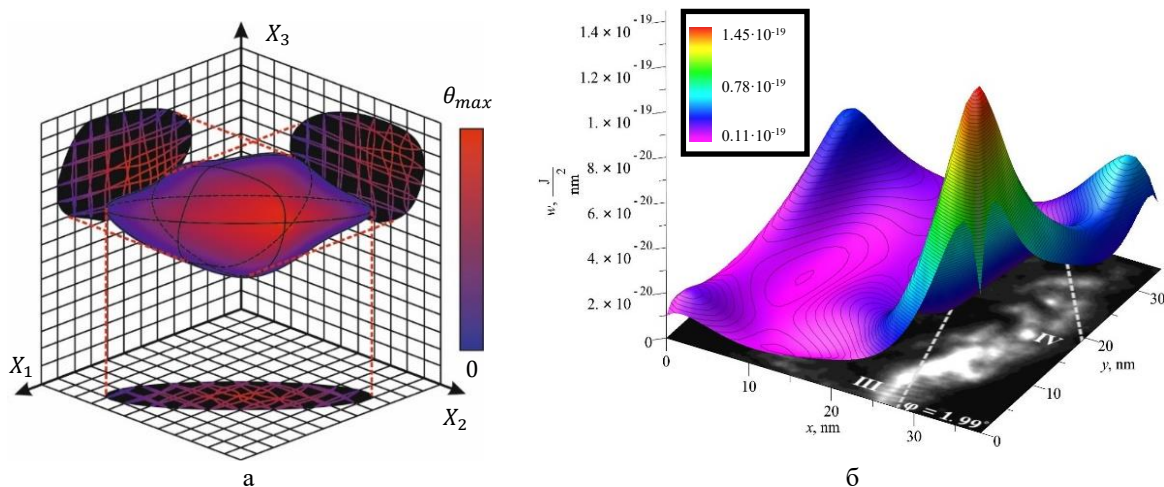 X₃
θₘₐₓ
0
X₁
X₂
а
1.4 × 10 -19
1.2 × 10 -19
1. × 10 -19
8. × 10 -20
6. × 10 -20
4. × 10 -20
2. × 10 -20
0
w, J/nm²
1.45·10⁻¹⁹
0.78·10⁻¹⁹
0.11·10⁻¹⁹
0
10
20
30
x, nm
0
10
20
30
y, nm
III
IV
φ = 1.99°
б